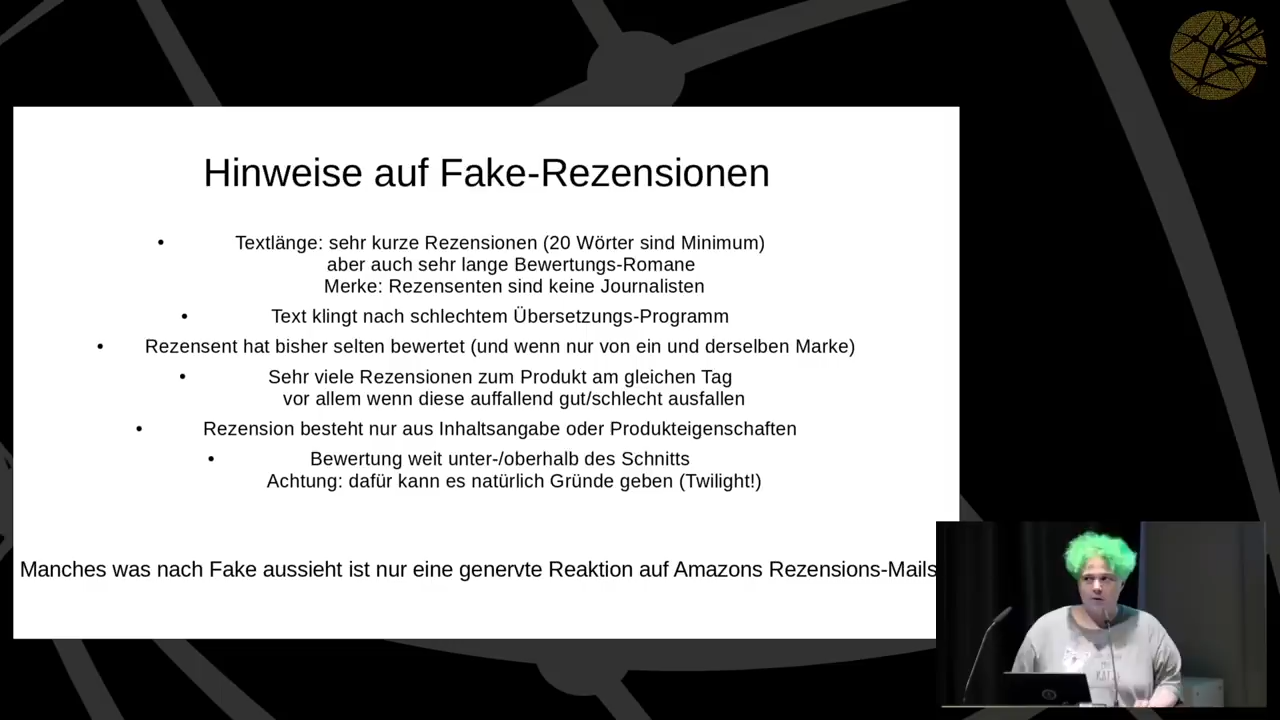 Hinweise auf Fake-Rezensionen
• Textlänge: sehr kurze Rezensionen (20 Wörter sind Minimum)
aber auch sehr lange Bewertungs-Romane
Merke: Rezensenten sind keine Journalisten
• Text klingt nach schlechtem Übersetzungs-Programm
• Rezensent hat bisher selten bewertet (und wenn nur von ein und derselben Marke)
• Sehr viele Rezensionen zum Produkt am gleichen Tag
vor allem wenn diese auffallend gut/schlecht ausfallen
• Rezension besteht nur aus Inhaltsangabe oder Produkteigenschaften
• Bewertung weit unter-/oberhalb des Schnitts
Achtung: dafür kann es natürlich Gründe geben (Twilight!)
Manches was nach Fake aussieht ist nur eine genervte Reaktion auf Amazons Rezensions-Mails